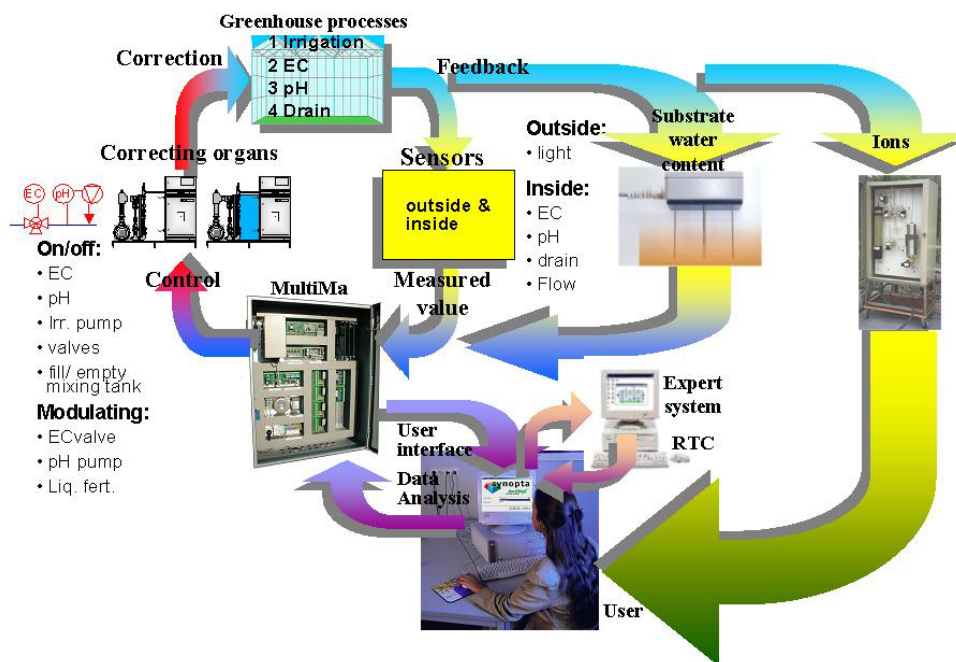 Greenhouse processes
1 Irrigation
2 EC
3 pH
4 Drain
Correction
Feedback
Correcting organs
EC
pH
On/off:
• EC
• pH
• Irr. pump
• valves
• fill/ empty
mixing tank
Modulating:
• ECvalve
• pH pump
• Liq. fert.
Control
MultiMa
Sensors
outside &
inside
Measured
value
Outside:
• light
Inside:
• EC
• pH
• drain
• Flow
Substrate
water
content
Ions
Expert
system
RTC
User
interface
Data
Analysis
synopta
User